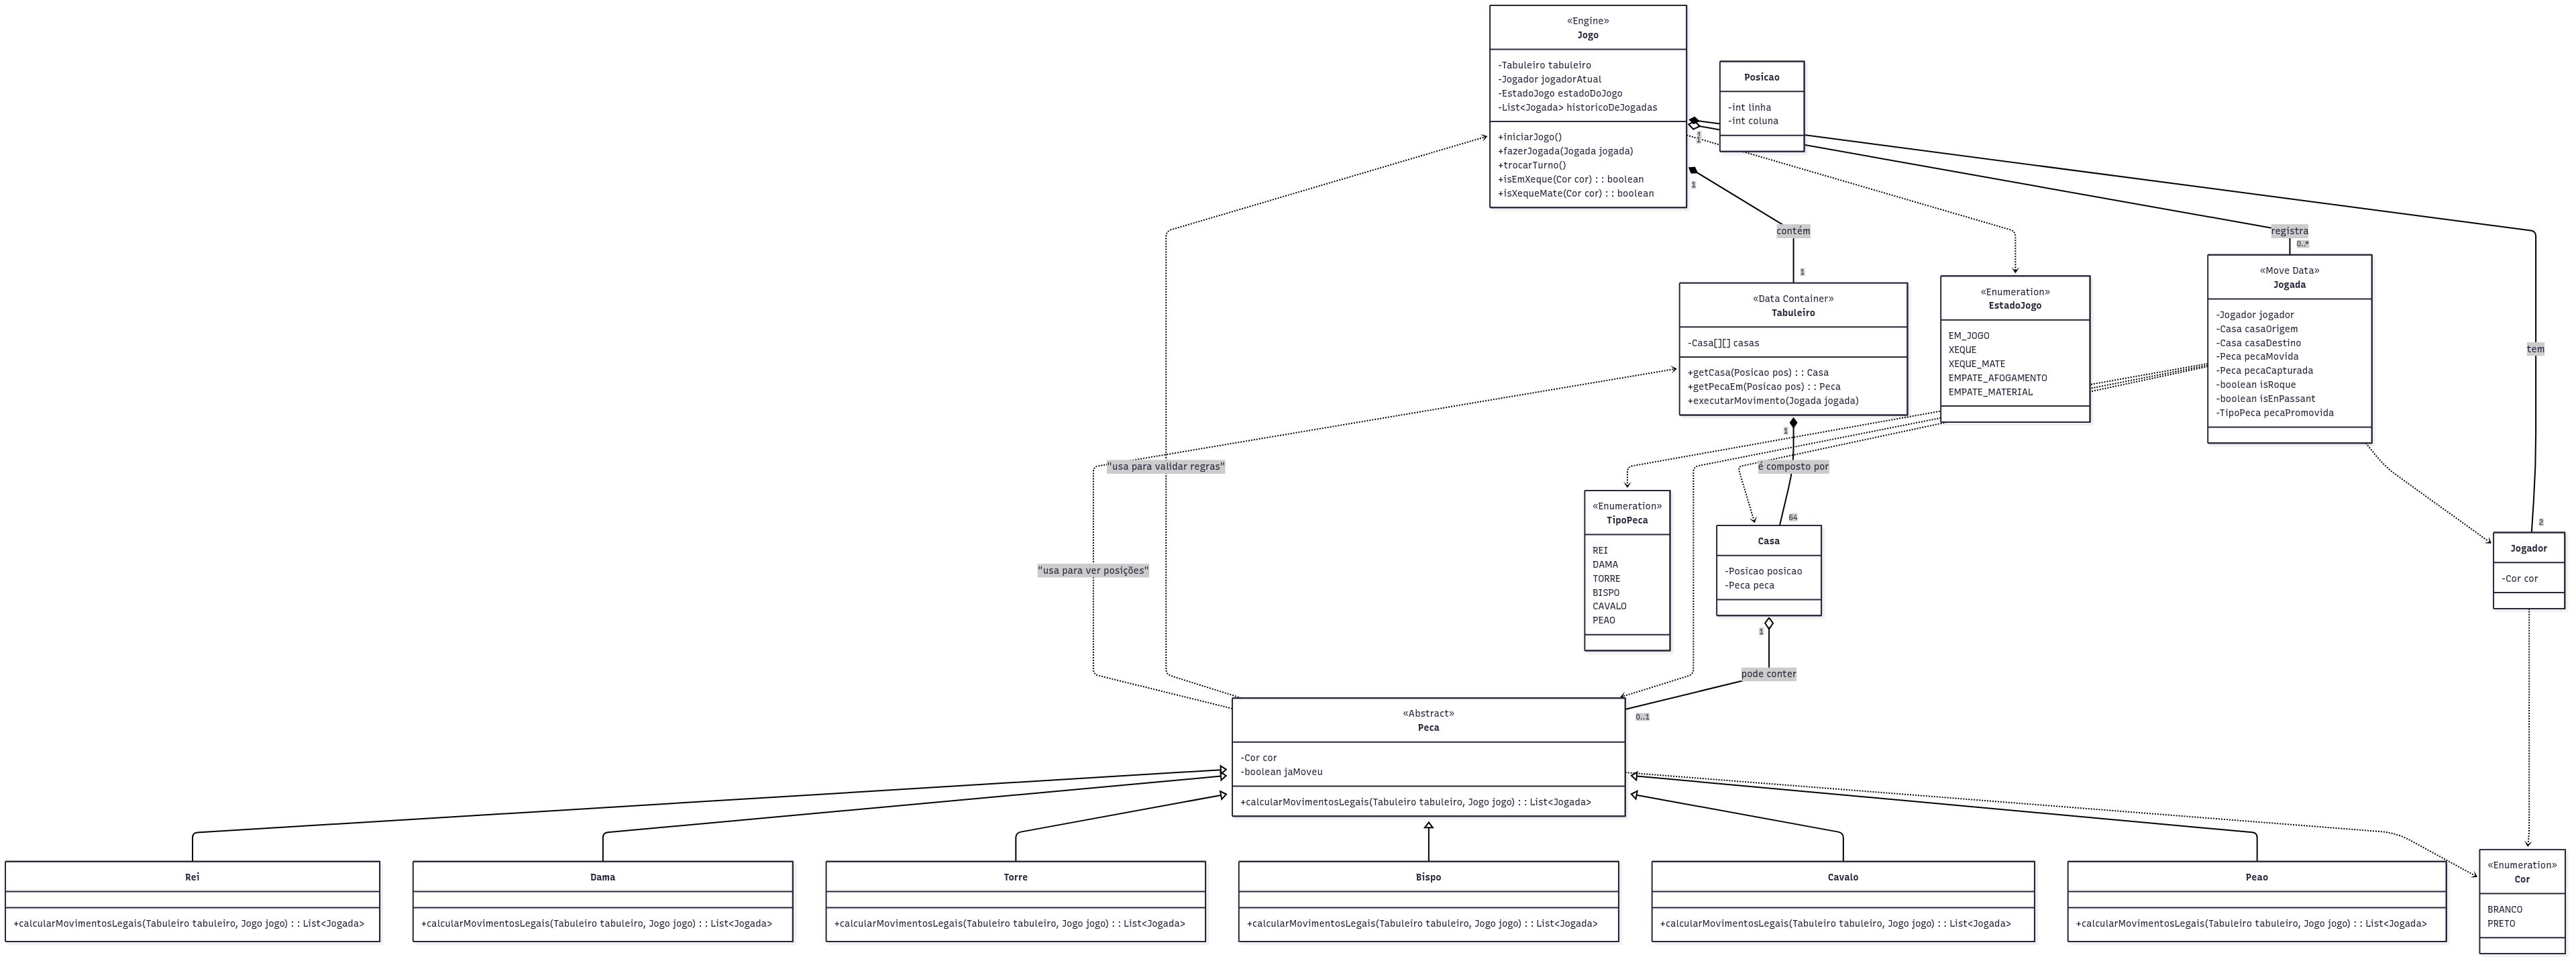 «Engine»
Jogo
-Tabuleiro tabuleiro
-Jogador jogadorAtual
-EstadoJogo estadoDoJogo
-List<Jogada> historicoDeJogadas
+iniciarJogo()
+fazerJogada(Jogada jogada)
+trocarTurno()
+isEmXeque(Cor cor) : : boolean
+isXequeMate(Cor cor) : : boolean
Posicao
-int linha
-int coluna
1
1
contém
1
registra
0..*
tem
2
«Data Container»
Tabuleiro
-Casa[][] casas
+getCasa(Posicao pos) : : Casa
+getPecaEm(Posicao pos) : : Peca
+executarMovimento(Jogada jogada)
«Enumeration»
EstadoJogo
EM_JOGO
XEQUE
XEQUE_MATE
EMPATE_AFOGAMENTO
EMPATE_MATERIAL
«Move Data»
Jogada
-Jogador jogador
-Casa casaOrigem
-Casa casaDestino
-Peca pecaMovida
-Peca pecaCapturada
-boolean isRoque
-boolean isEnPassant
-TipoPeca pecaPromovida
1
"usa para validar regras"
é composto por
64
"usa para ver posições"
«Enumeration»
TipoPeca
REI
DAMA
TORRE
BISPO
CAVALO
PEAO
Casa
-Posicao posicao
-Peca peca
Jogador
-Cor cor
1
pode conter
0..1
«Abstract»
Peca
-Cor cor
-boolean jaMoveu
+calcularMovimentosLegais(Tabuleiro tabuleiro, Jogo jogo) : : List<Jogada>
Rei
+calcularMovimentosLegais(Tabuleiro tabuleiro, Jogo jogo) : : List<Jogada>
Dama
+calcularMovimentosLegais(Tabuleiro tabuleiro, Jogo jogo) : : List<Jogada>
Torre
+calcularMovimentosLegais(Tabuleiro tabuleiro, Jogo jogo) : : List<Jogada>
Bispo
+calcularMovimentosLegais(Tabuleiro tabuleiro, Jogo jogo) : : List<Jogada>
Cavalo
+calcularMovimentosLegais(Tabuleiro tabuleiro, Jogo jogo) : : List<Jogada>
Peao
+calcularMovimentosLegais(Tabuleiro tabuleiro, Jogo jogo) : : List<Jogada>
«Enumeration»
Cor
BRANCO
PRETO